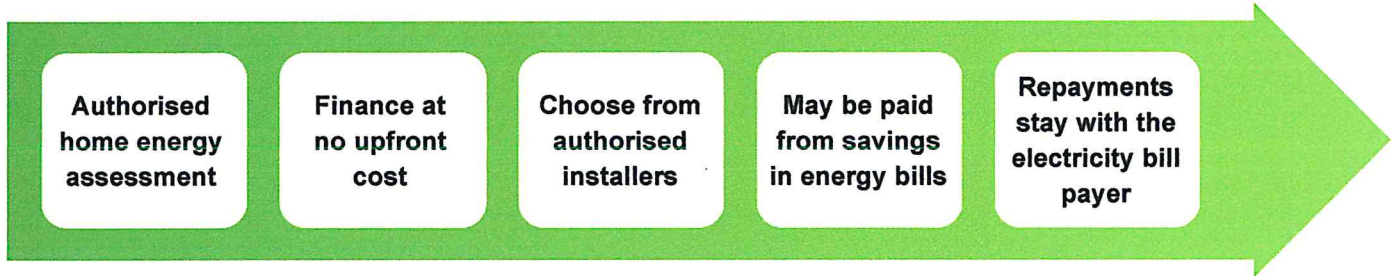 Authorised
home energy
assessment
Finance at
no upfront
cost
Choose from
authorised
installers
May be paid
from savings
in energy bills
Repayments
stay with the
electricity bill
payer